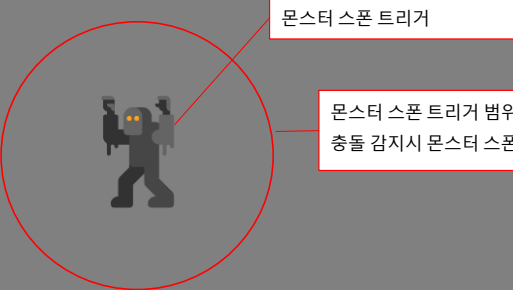 몬스터 스폰 트리거
몬스터 스폰 트리거 범위
충돌 감지시 몬스터 스폰